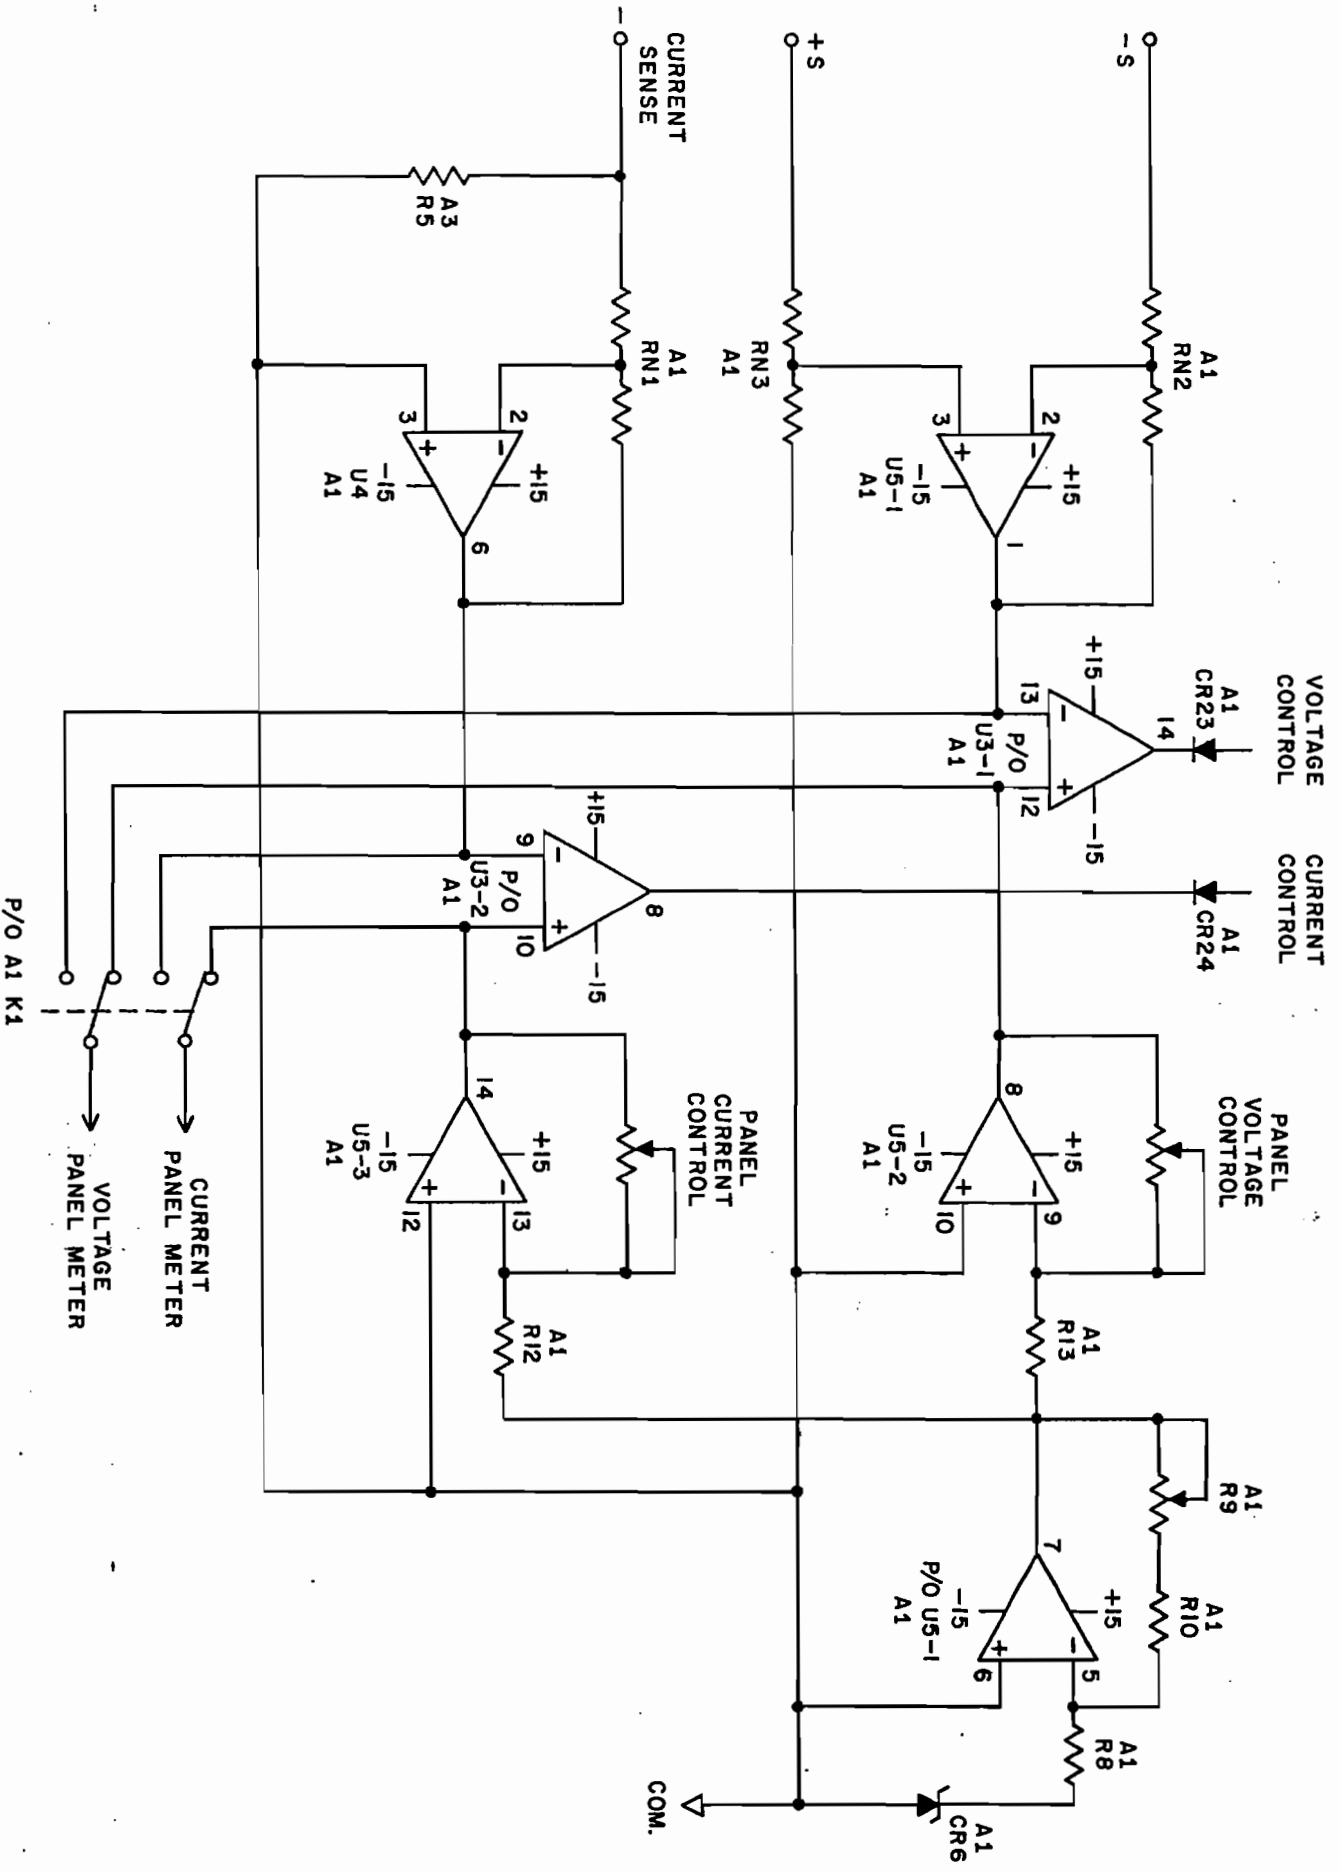 VOLTAGE
CONTROL
CURRENT
CONTROL
A1
CR23
A1
CR24
PANEL
VOLTAGE
CONTROL
A1
R9
A1
R10
A1
R8
-S
A1
RN2
2
3
+
-
+15
-15
U5-1
A1
1
+15
13
-
14
12
+
-15
P/O
U3-1
A1
8
+15
-15
U5-2
A1
9
-
10
+
A1
R13
7
+15
-15
P/O U5-1
A1
5
-
6
+
A1
CR6
COM.
+S
RN3
A1
PANEL
CURRENT
CONTROL
-
CURRENT
SENSE
A3
R5
A1
RN1
2
-
3
+
+15
-15
U4
A1
6
+15
9
-
8
10
+
-15
P/O
U3-2
A1
14
+15
-15
U5-3
A1
13
-
12
+
A1
R12
P/O A1 K1
CURRENT
PANEL METER
VOLTAGE
PANEL METER